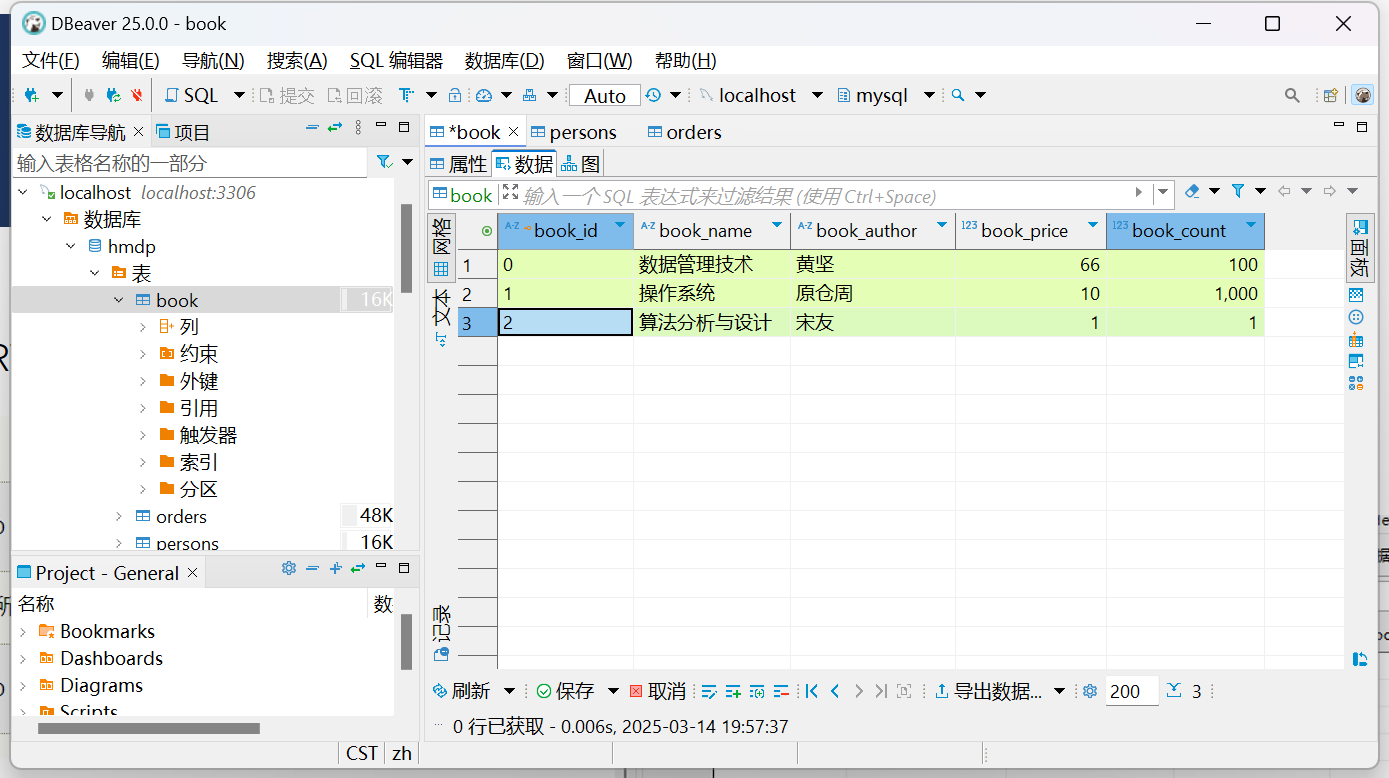 DBeaver 25.0.0 - book
文件(F) 编辑(E) 导航(N) 搜索(A) SQL 编辑器 数据库(D) 窗口(W) 帮助(H)
SQL 提交 回滚 Auto localhost mysql
数据库导航 项目
输入表格名称的一部分
localhost localhost:3306
数据库
hmdp
表
book 16K
列
约束
外键
引用
触发器
索引
分区
orders 48K
persons 16K
Project - General
名称 数
Bookmarks
Dashboards
Diagrams
Scripts
*book persons orders
属性 数据 图
book 输入一个 SQL 表达式来过滤结果 (使用 Ctrl+Space)
网格
文本
记录
book_id book_name book_author book_price book_count
1 0 数据管理技术 黄坚 66 100
2 1 操作系统 原仓周 10 1,000
3 2 算法分析与设计 宋友 1 1
面板
刷新 保存 取消 导出数据... 200 3
0 行已获取 - 0.006s, 2025-03-14 19:57:37
CST zh